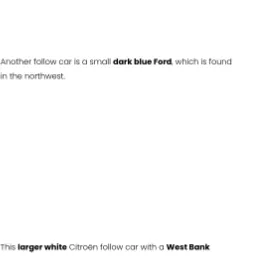 Another follow car is a small dark blue Ford, which is found
in the northwest.
This larger white Citroën follow car with a West Bank